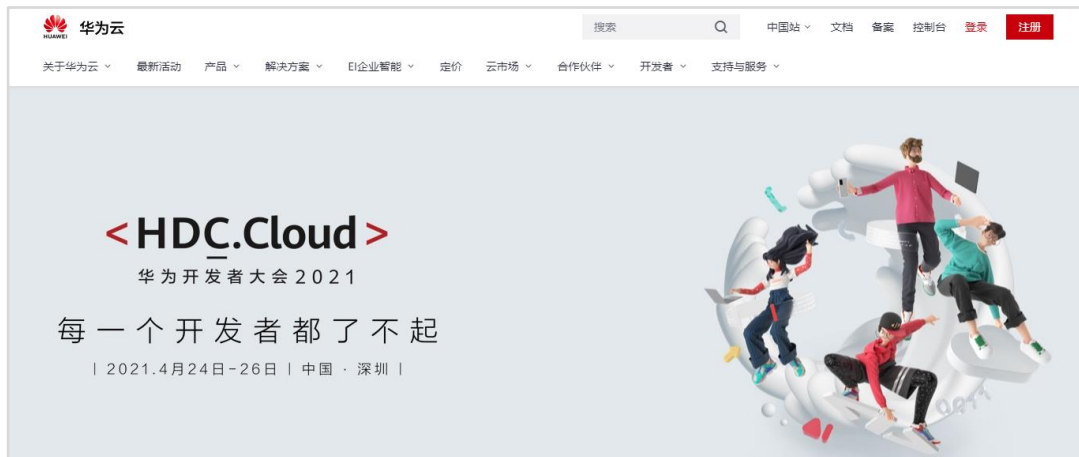 HUAWEI
华为云
搜索
中国站 文档 备案 控制台 登录 注册
关于华为云 最新活动 产品 解决方案 EI企业智能 定价 云市场 合作伙伴 开发者 支持与服务
<HDC.Cloud>
华为开发者大会2021
每一个开发者都了不起
| 2021.4月24日-26日 | 中国 · 深圳 |